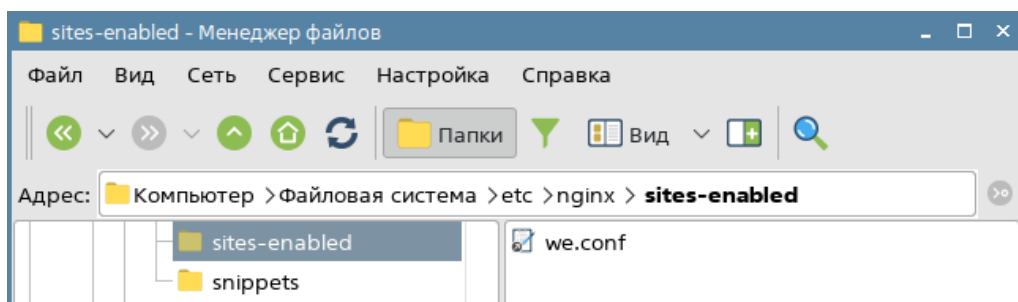 sites-enabled - Менеджер файлов
Файл Вид Сеть Сервис Настройка Справка
Папки Вид
Адрес: Компьютер >Файловая система >etc >nginx > sites-enabled
sites-enabled we.conf
snippets